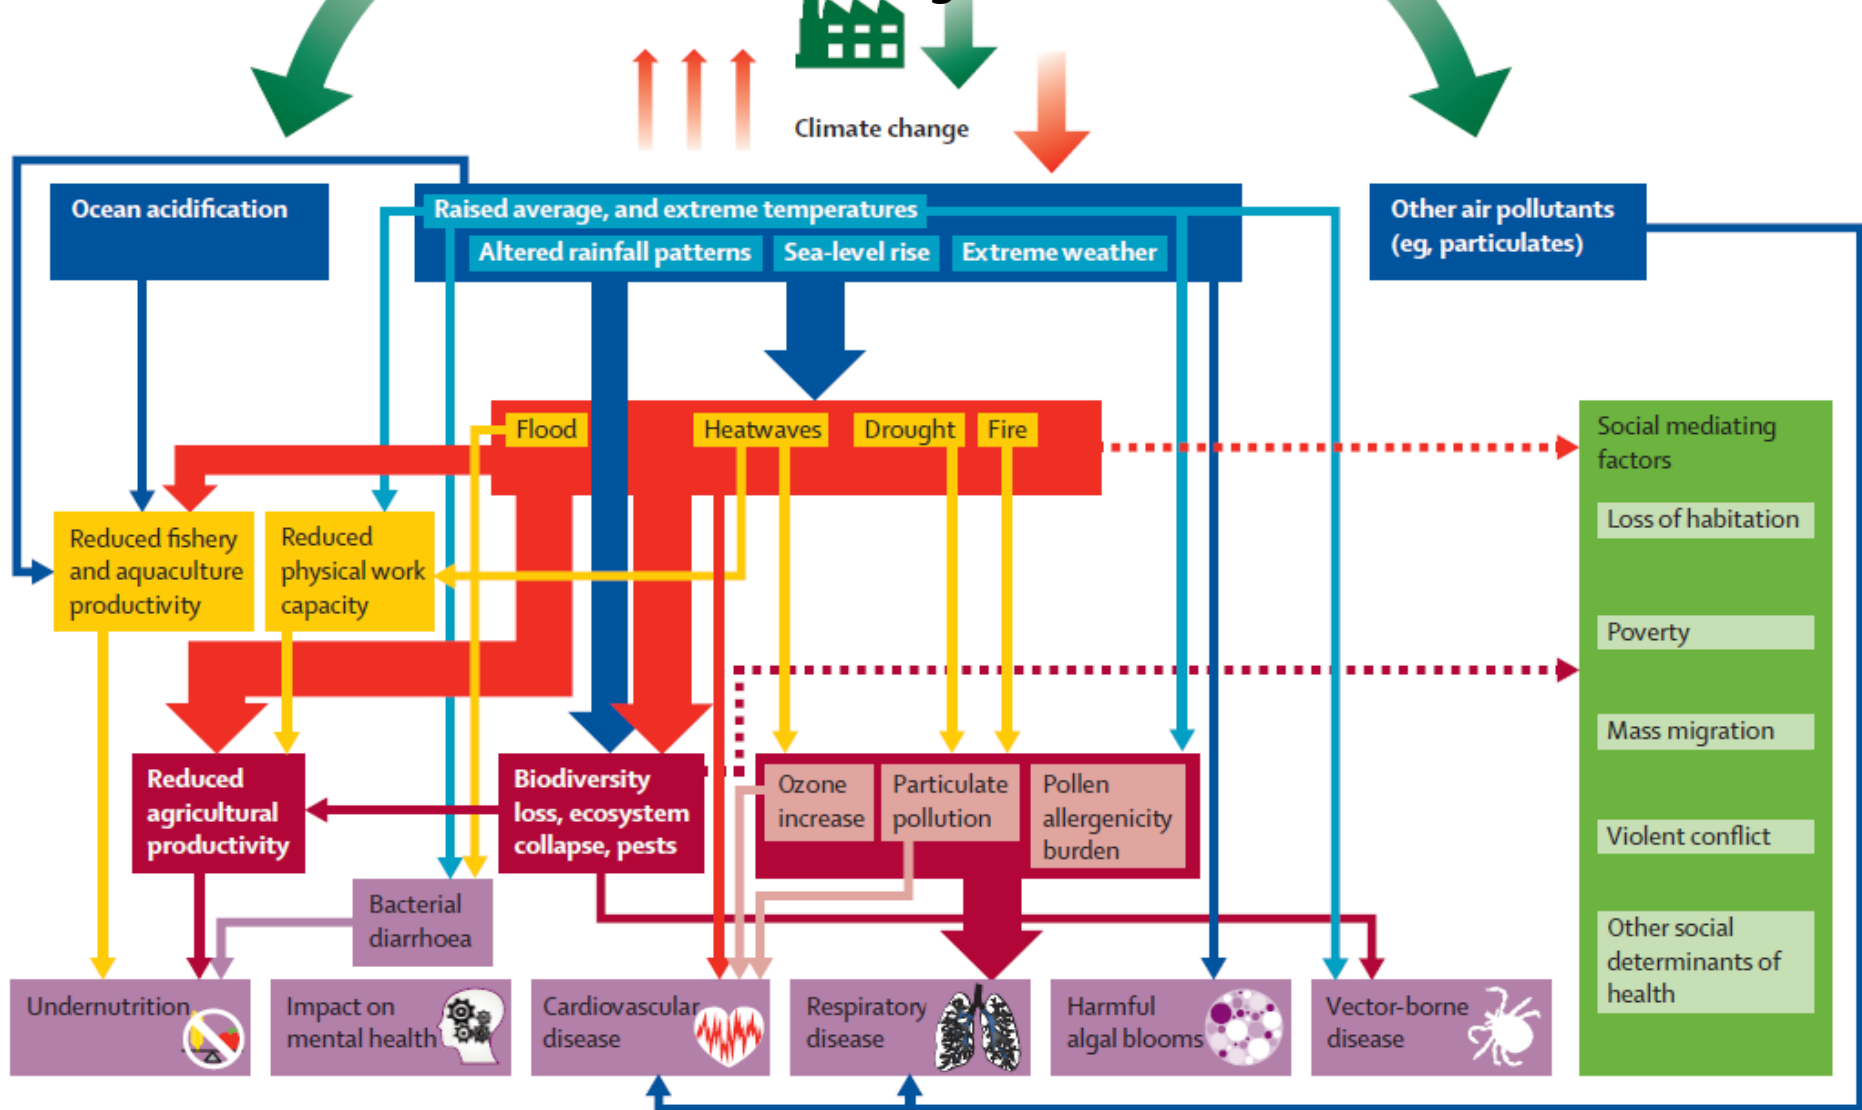 Climate change
Ocean acidification
Raised average, and extreme temperatures
Altered rainfall patterns
Sea-level rise
Extreme weather
Other air pollutants
(eg, particulates)
Flood
Heatwaves
Drought
Fire
Social mediating
factors
Loss of habitation
Poverty
Mass migration
Violent conflict
Other social
determinants of
health
Reduced fishery
and aquaculture
productivity
Reduced
physical work
capacity
Reduced
agricultural
productivity
Biodiversity
loss, ecosystem
collapse, pests
Ozone
increase
Particulate
pollution
Pollen
allergenicity
burden
Bacterial
diarrhoea
Undernutrition
Impact on
mental health
Cardiovascular
disease
Respiratory
disease
Harmful
algal blooms
Vector-borne
disease